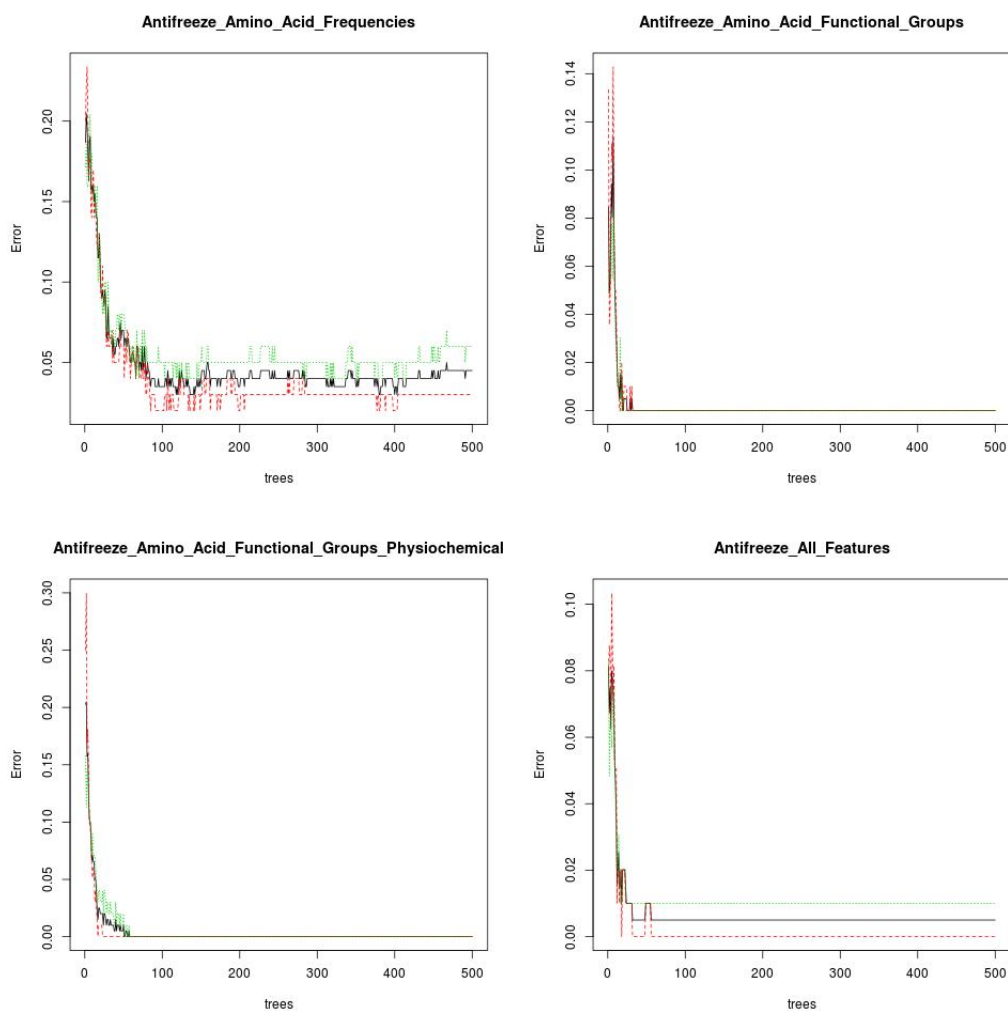 Antifreeze_Amino_Acid_Frequencies
Error
0.20
0.15
0.10
0.05
0 100 200 300 400 500
trees
Antifreeze_Amino_Acid_Functional_Groups
Error
0.14
0.12
0.10
0.08
0.06
0.04
0.02
0.00
0 100 200 300 400 500
trees
Antifreeze_Amino_Acid_Functional_Groups_Physiochemical
Error
0.30
0.25
0.20
0.15
0.10
0.05
0.00
0 100 200 300 400 500
trees
Antifreeze_All_Features
Error
0.10
0.08
0.06
0.04
0.02
0.00
0 100 200 300 400 500
trees